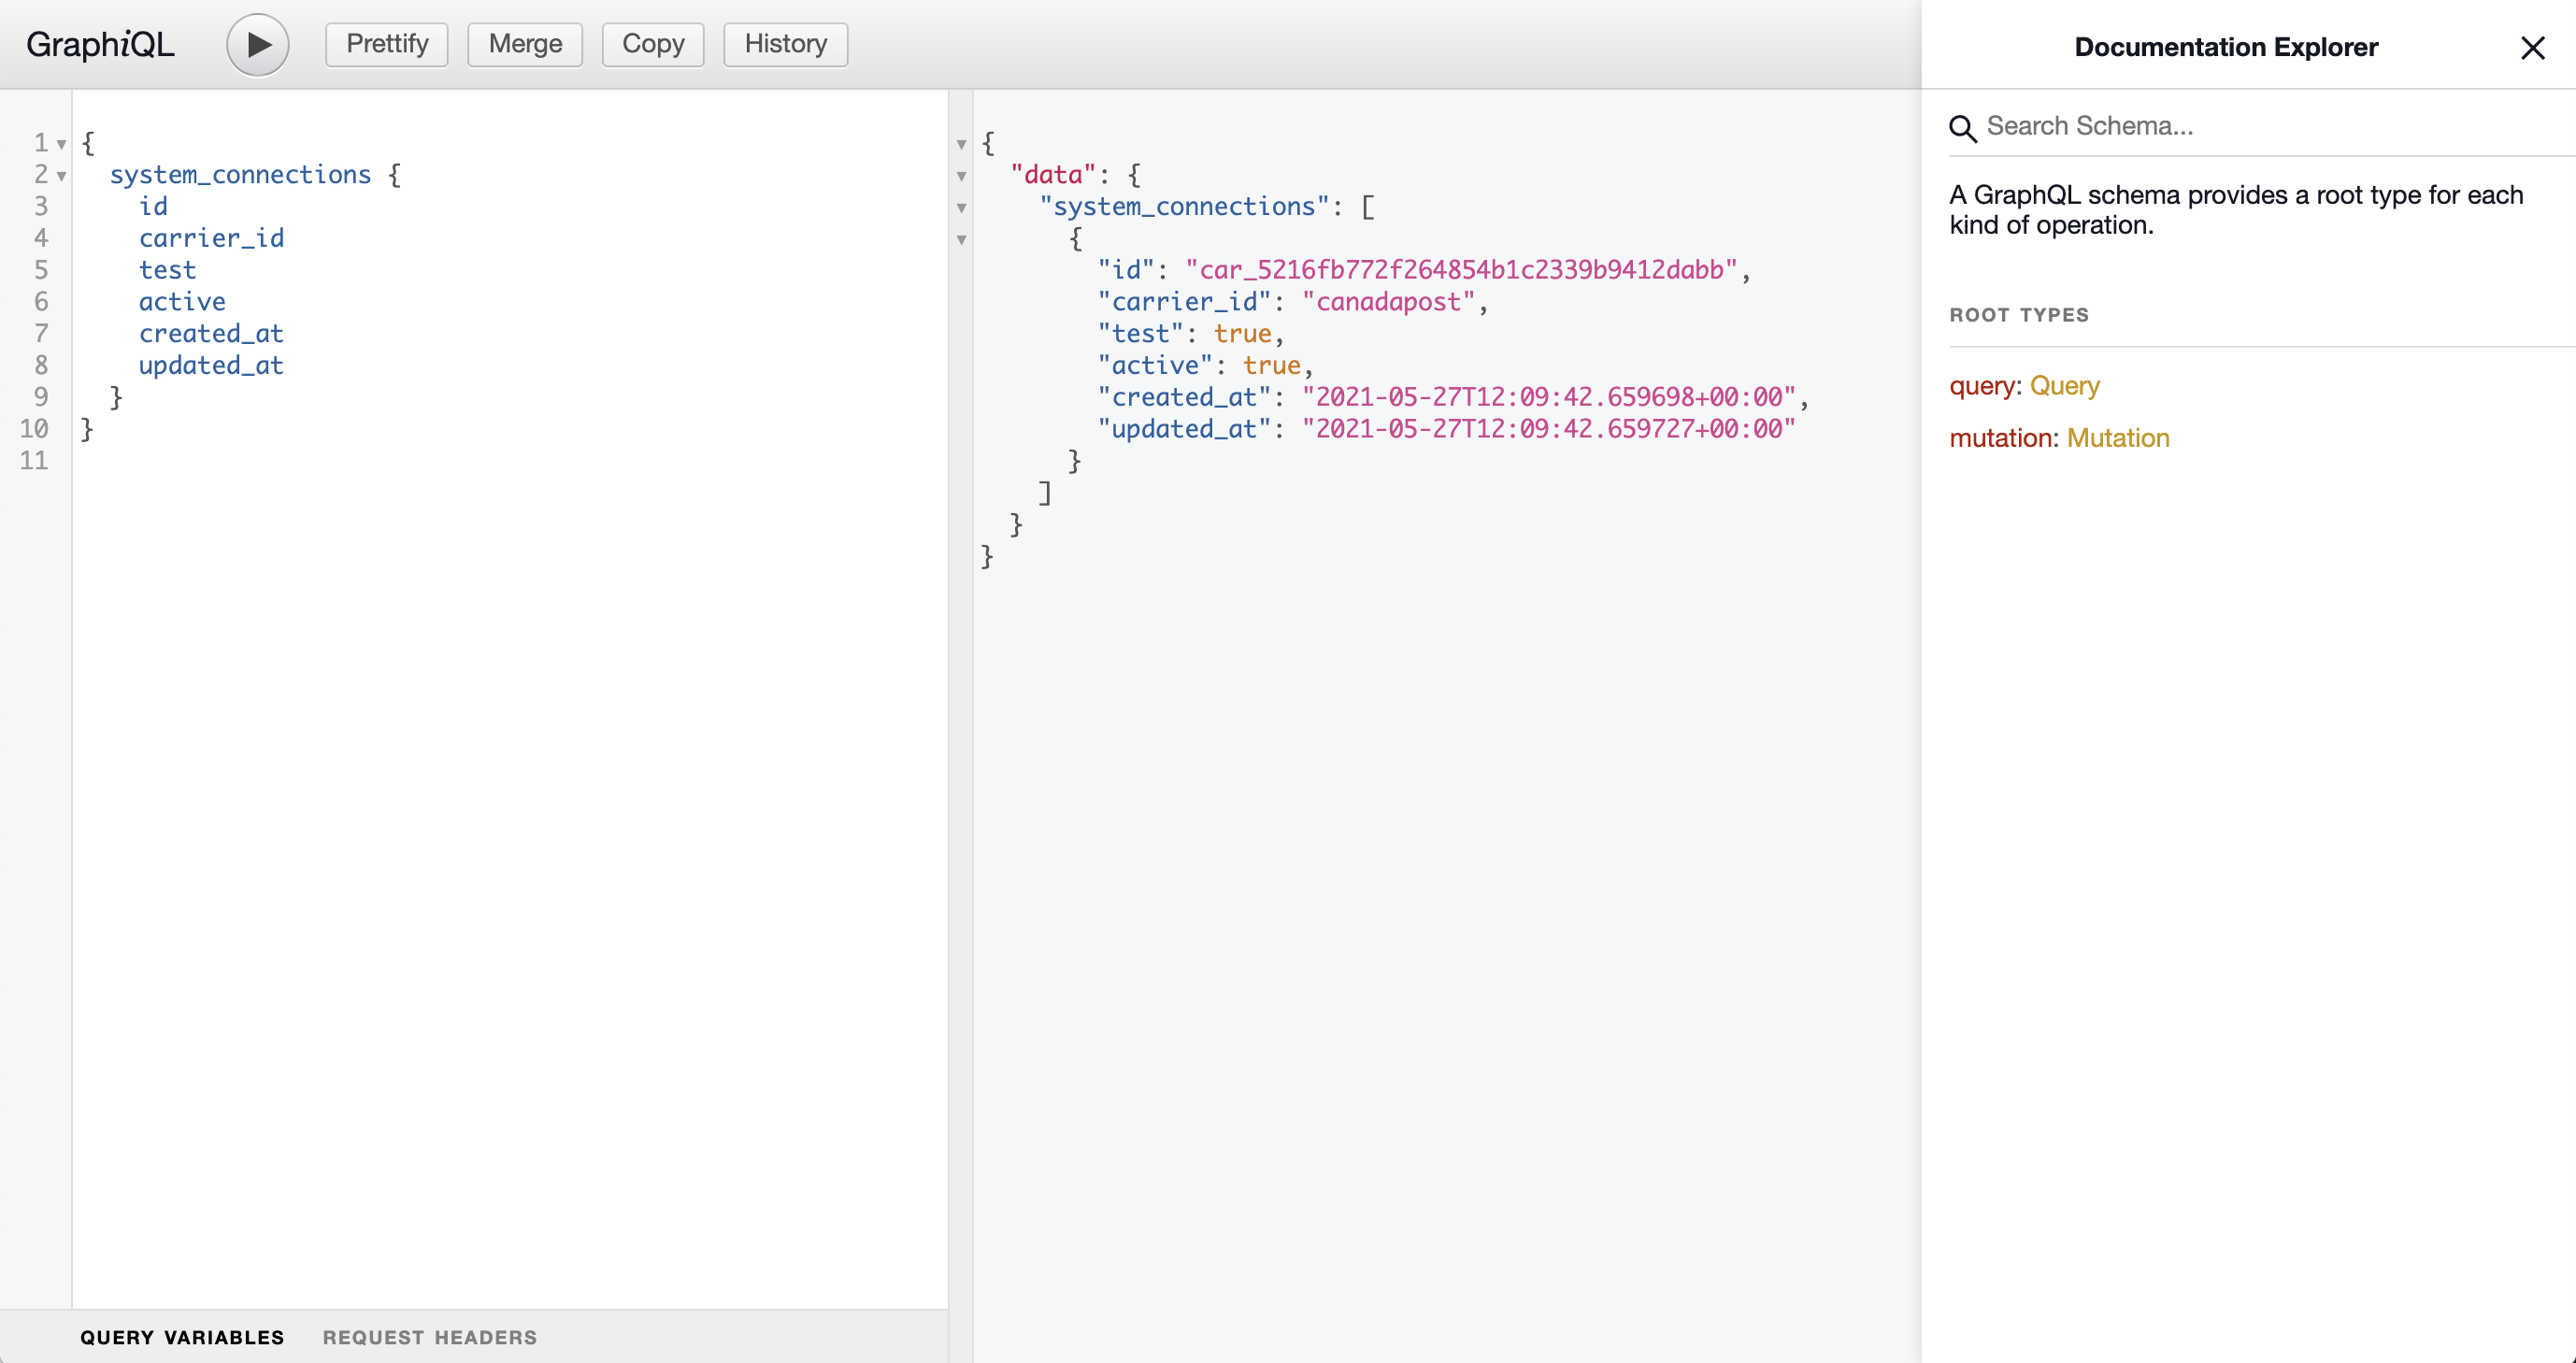 GraphiQL
Prettify
Merge
Copy
History
1 {
2 system_connections {
3 id
4 carrier_id
5 test
6 active
7 created_at
8 updated_at
9 }
10 }
11
{
"data": {
"system_connections": [
{
"id": "car_5216fb772f264854b1c2339b9412dabb",
"carrier_id": "canadapost",
"test": true,
"active": true,
"created_at": "2021-05-27T12:09:42.659698+00:00",
"updated_at": "2021-05-27T12:09:42.659727+00:00"
}
]
}
}
QUERY VARIABLES
REQUEST HEADERS
Documentation Explorer
Search Schema...
A GraphQL schema provides a root type for each
kind of operation.
ROOT TYPES
query: Query
mutation: Mutation